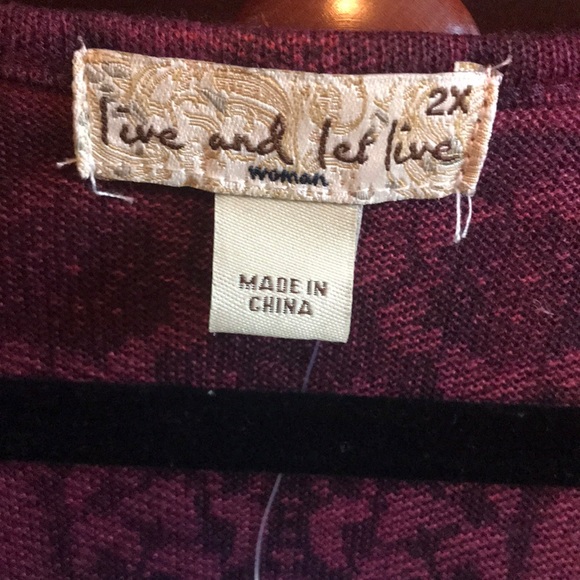 2X
live and let live
woman
MADE IN
CHINA